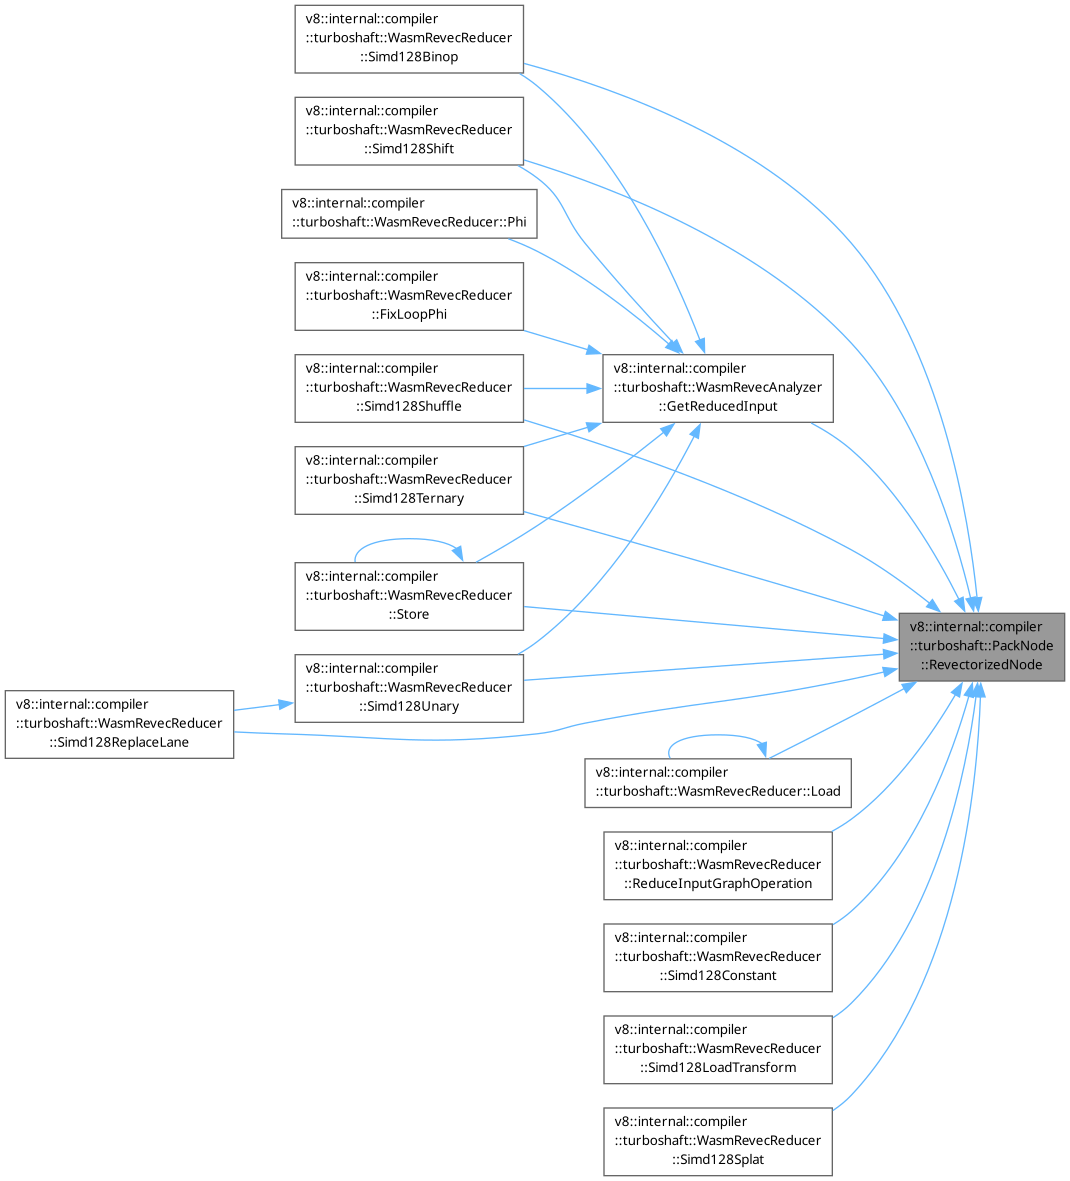 v8::internal::compiler
::turboshaft::WasmRevecReducer
::Simd128Binop
v8::internal::compiler
::turboshaft::WasmRevecReducer
::Simd128Shift
v8::internal::compiler
::turboshaft::WasmRevecReducer::Phi
v8::internal::compiler
::turboshaft::WasmRevecReducer
::FixLoopPhi
v8::internal::compiler
::turboshaft::WasmRevecReducer
::Simd128Shuffle
v8::internal::compiler
::turboshaft::WasmRevecAnalyzer
::GetReducedInput
v8::internal::compiler
::turboshaft::WasmRevecReducer
::Simd128Ternary
v8::internal::compiler
::turboshaft::WasmRevecReducer
::Store
v8::internal::compiler
::turboshaft::PackNode
::RevectorizedNode
v8::internal::compiler
::turboshaft::WasmRevecReducer
::Simd128Unary
v8::internal::compiler
::turboshaft::WasmRevecReducer
::Simd128ReplaceLane
v8::internal::compiler
::turboshaft::WasmRevecReducer::Load
v8::internal::compiler
::turboshaft::WasmRevecReducer
::ReduceInputGraphOperation
v8::internal::compiler
::turboshaft::WasmRevecReducer
::Simd128Constant
v8::internal::compiler
::turboshaft::WasmRevecReducer
::Simd128LoadTransform
v8::internal::compiler
::turboshaft::WasmRevecReducer
::Simd128Splat